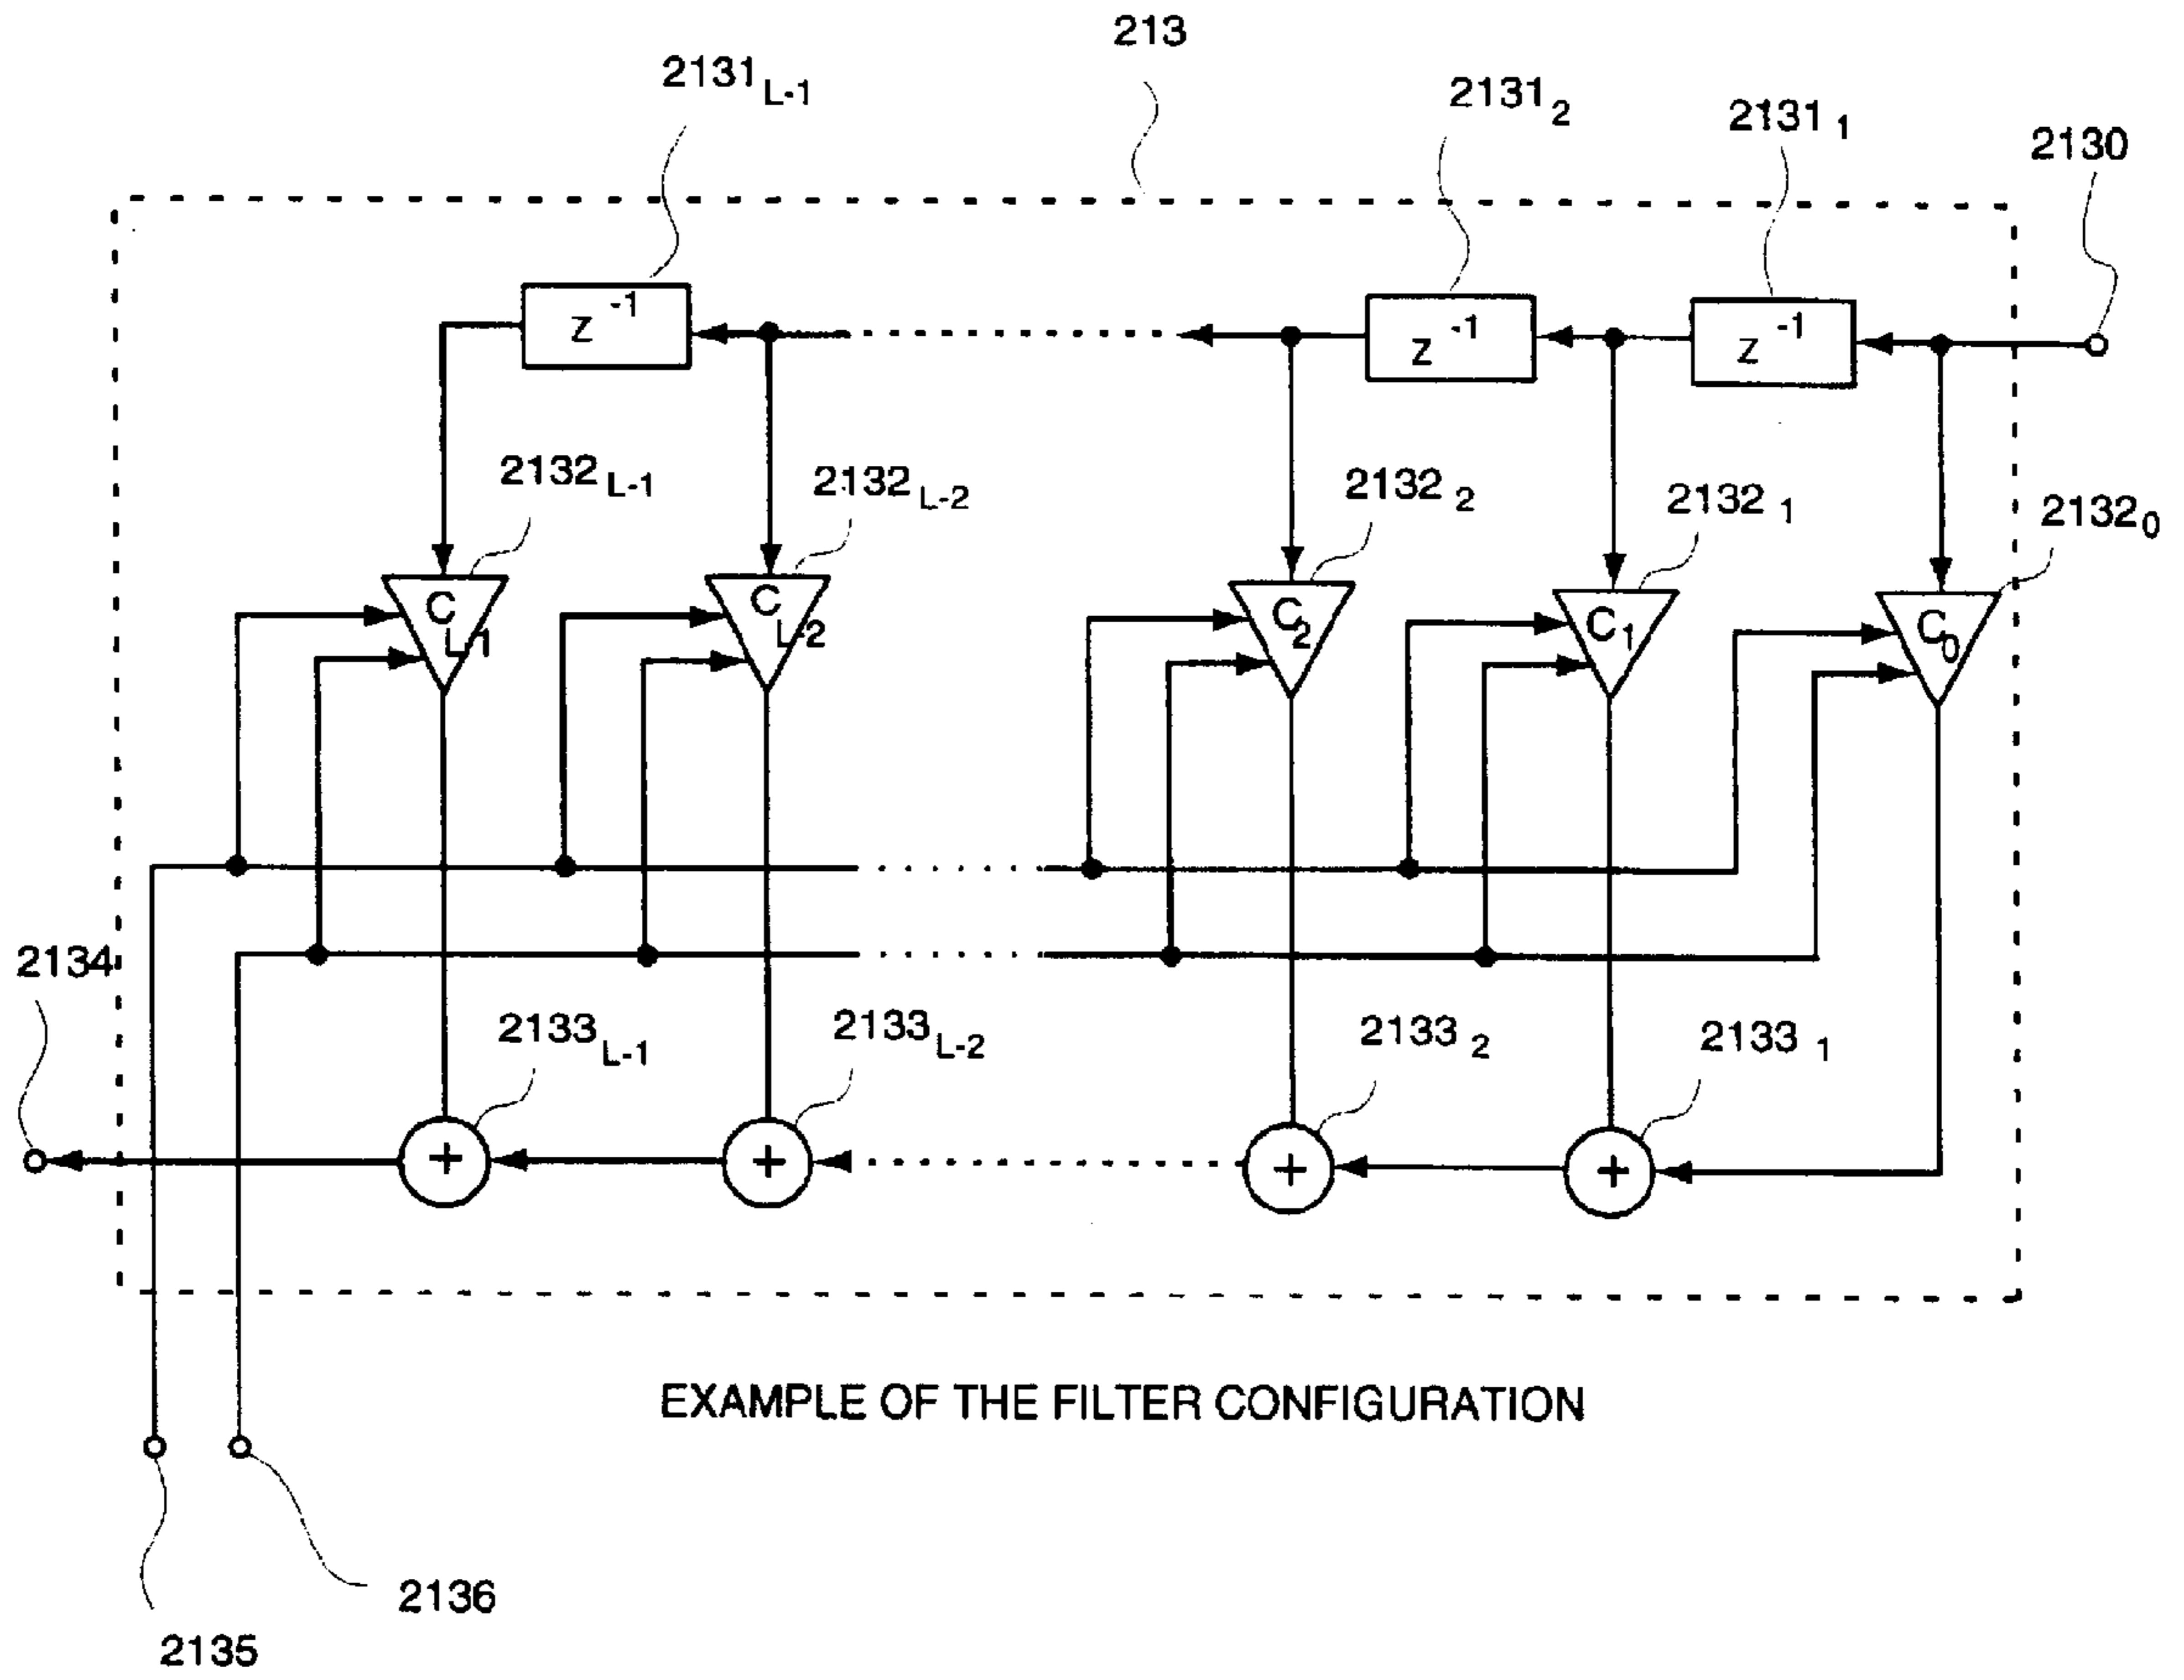 213
2131 L-1
2131 2
2131 1
2130
z -1
z -1
z -1
2132 L-1
2132 L-2
2132 2
2132 1
2132 0
C L-1
C L-2
C 2
C 1
C 0
2134
2133 L-1
2133 L-2
2133 2
2133 1
+
+
+
+
EXAMPLE OF THE FILTER CONFIGURATION
2136
2135